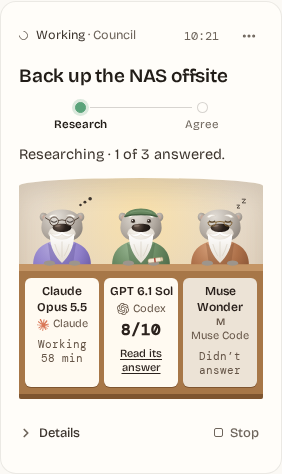 Working · Council 10:21
Back up the NAS offsite
Research Agree
Researching · 1 of 3 answered.
z z
Claude Opus 5.5
Claude
Working 58 min
GPT 6.1 Sol
Codex
8/10
Read its answer
Muse Wonder
M
Muse Code
Didn't answer
Details Stop